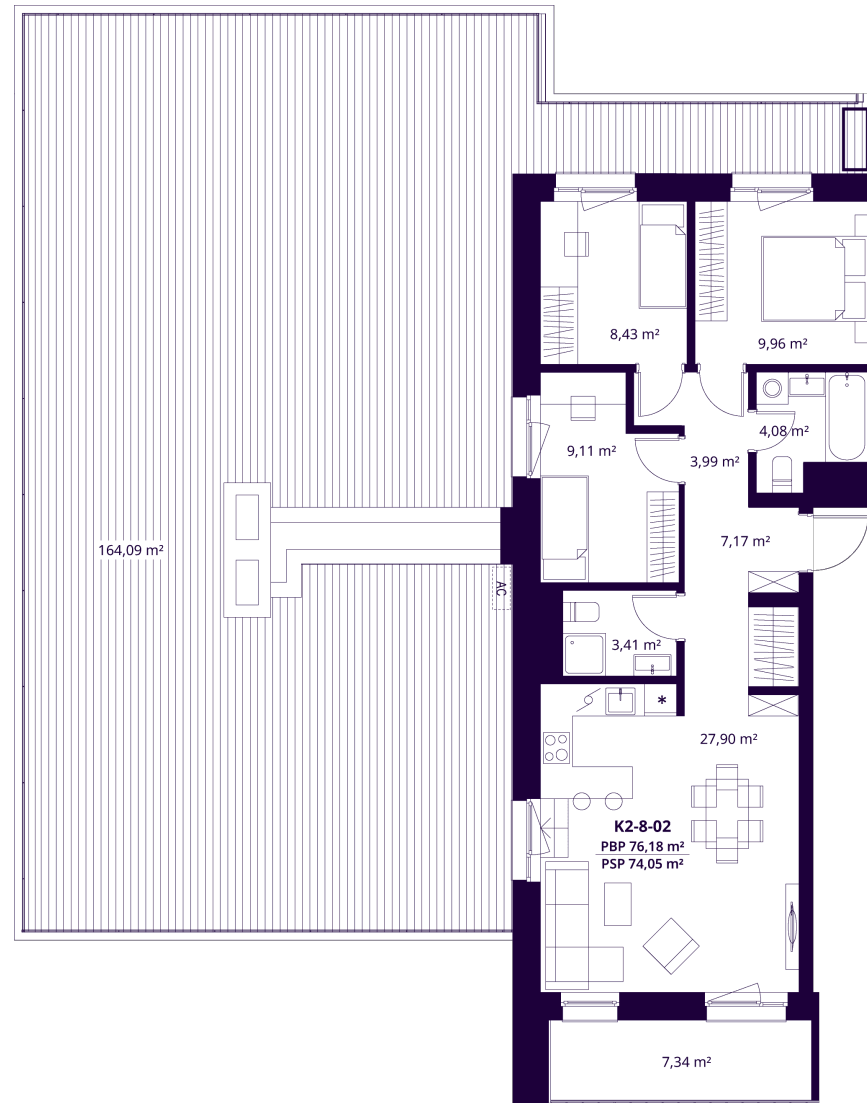 8,43 m²
9,96 m²
4,08 m²
9,11 m²
3,99 m²
164,09 m²
7,17 m²
AC
3,41 m²
*
27,90 m²
K2-8-02
PBP 76,18 m²
PSP 74,05 m²
7,34 m²